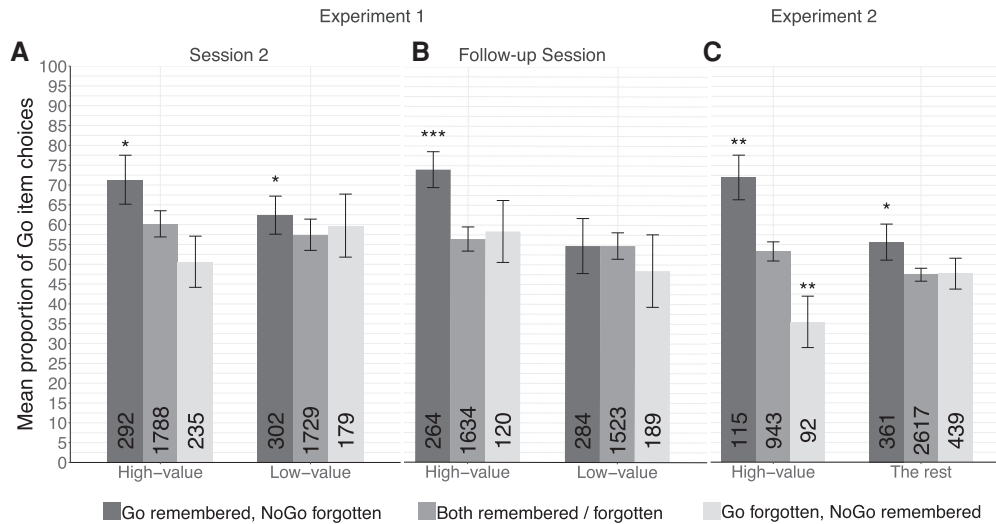 Experiment 1
Experiment 2
A
Session 2
B
Follow-up Session
C
Mean proportion of Go item choices
100
95
90
85
80
75
70
65
60
55
50
45
40
35
30
25
20
15
10
5
0
*
*
***
**
**
*
292
1788
235
302
1729
179
264
1634
120
284
1523
189
115
943
92
361
2617
439
High–value
Low–value
High–value
Low–value
High–value
The rest
Go remembered, NoGo forgotten
Both remembered / forgotten
Go forgotten, NoGo remembered